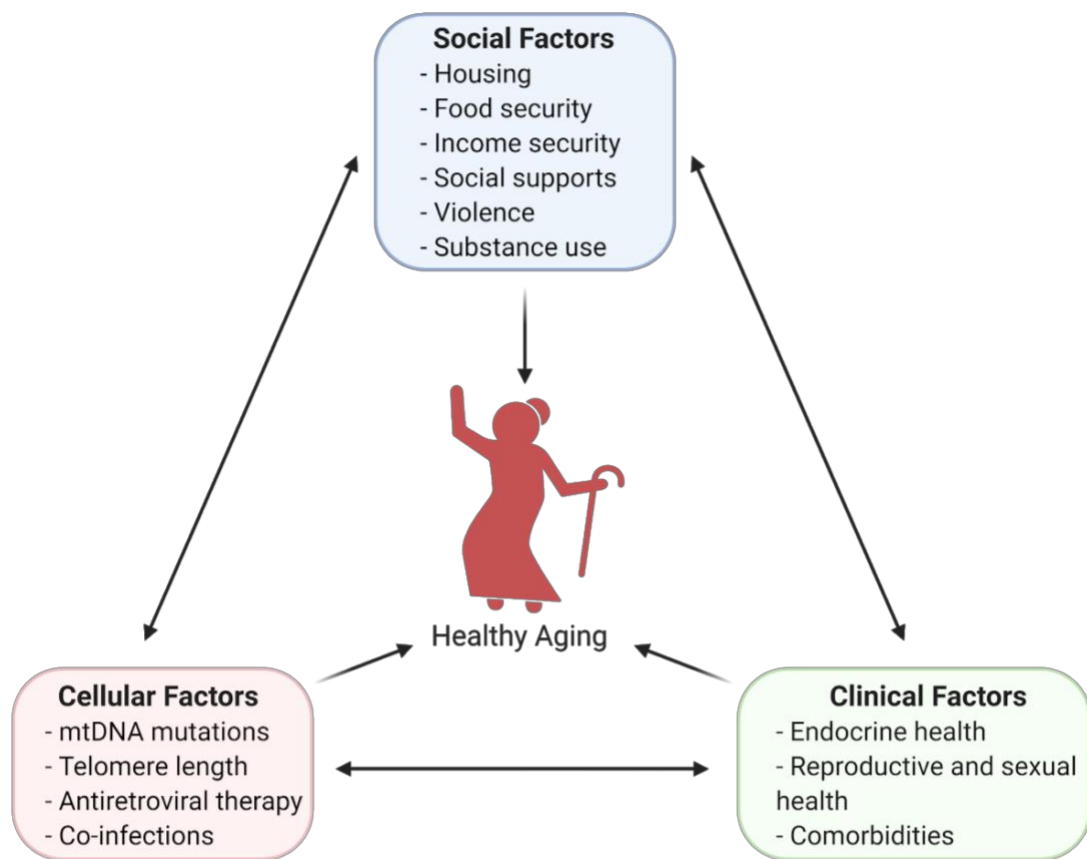 Social Factors
- Housing
- Food security
- Income security
- Social supports
- Violence
- Substance use
Healthy Aging
Cellular Factors
- mtDNA mutations
- Telomere length
- Antiretroviral therapy
- Co-infections
Clinical Factors
- Endocrine health
- Reproductive and sexual
health
- Comorbidities